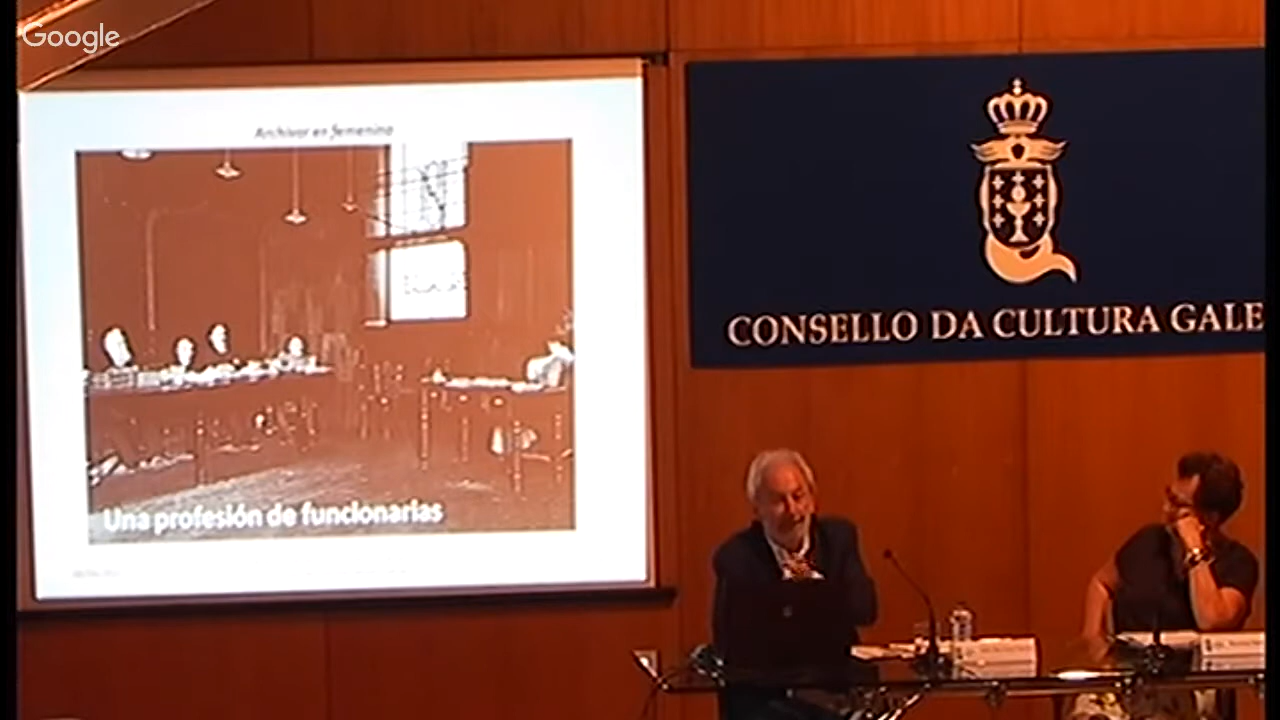 Google
Archivar en femenino
Una profesión de funcionarias
CONSELLO DA CULTURA GALE